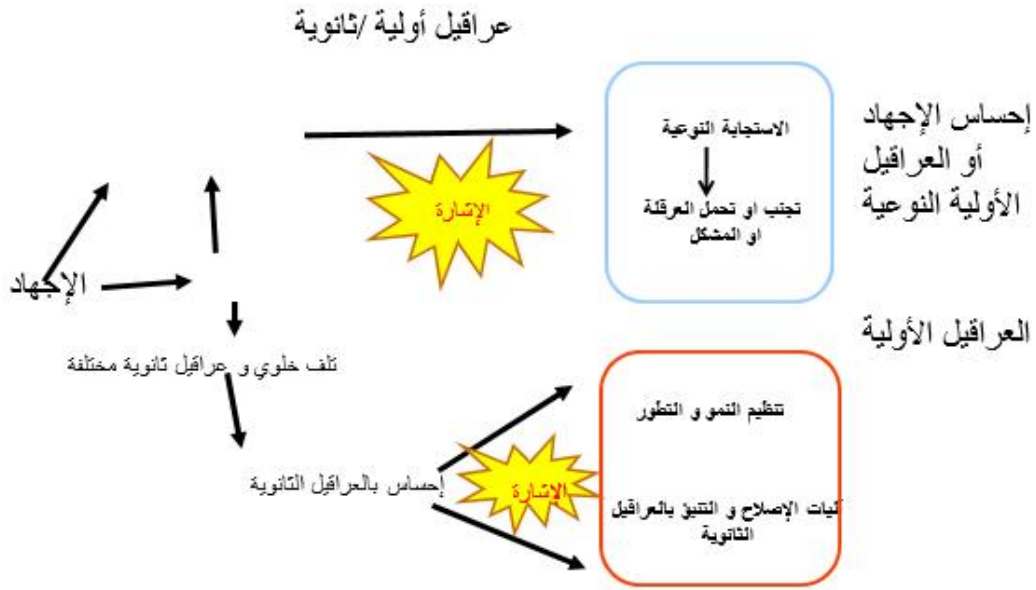 عراقيل أولية /ثانوية
إحساس الإجهاد
أو العراقيل
الأولية النوعية
الاستجابة النوعية
تجنب او تحمل العرقلة
او المشكل
الإشارة
الإجهاد
العراقيل الأولية
تلف خلوي و عراقيل ثانوية مختلفة
تنظيم النمو و التطور
إحساس بالعراقيل الثانوية
الإشارة
آليات الإصلاح و التنبؤ بالعراقيل
الثانوية